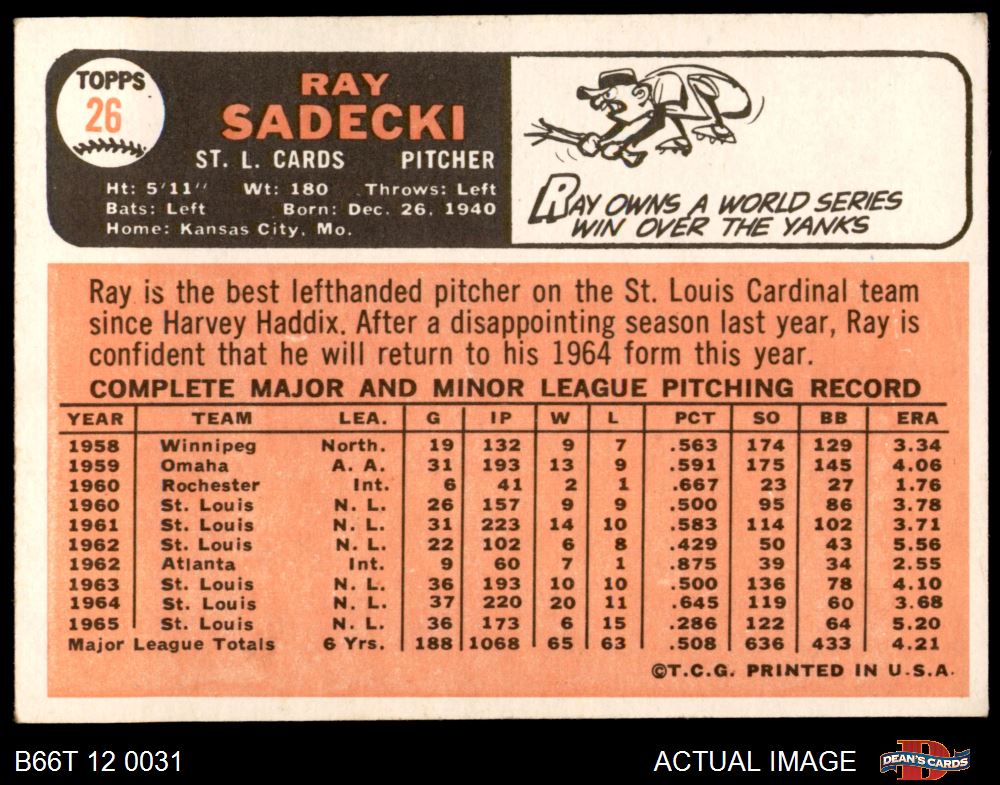 TOPPS
26
RAY
SADECKI
ST. L. CARDS PITCHER
Ht: 5'11" Wt: 180 Throws: Left
Bats: Left Born: Dec. 26, 1940
Home: Kansas City, Mo.
RAY OWNS A WORLD SERIES
WIN OVER THE YANKS
Ray is the best lefthanded pitcher on the St. Louis Cardinal team
since Harvey Haddix. After a disappointing season last year, Ray is
confident that he will return to his 1964 form this year.
COMPLETE MAJOR AND MINOR LEAGUE PITCHING RECORD
YEAR TEAM LEA. G IP W L PCT SO BB ERA
1958 Winnipeg North. 19 132 9 7 .563 174 129 3.34
1959 Omaha A. A. 31 193 13 9 .591 175 145 4.06
1960 Rochester Int. 6 41 2 1 .667 23 27 1.76
1960 St. Louis N. L. 26 157 9 9 .500 95 86 3.78
1961 St. Louis N. L. 31 223 14 10 .583 114 102 3.71
1962 St. Louis N. L. 22 102 6 8 .429 50 43 5.56
1962 Atlanta Int. 9 60 7 1 .875 39 34 2.55
1963 St. Louis N. L. 36 193 10 10 .500 136 78 4.10
1964 St. Louis N. L. 37 220 20 11 .645 119 60 3.68
1965 St. Louis N. L. 36 173 6 15 .286 122 64 5.20
Major League Totals 6 Yrs. 188 1068 65 63 .508 636 433 4.21
©T.C.G. PRINTED IN U.S.A.
B66T 12 0031 ACTUAL IMAGE DEAN'S CARDS